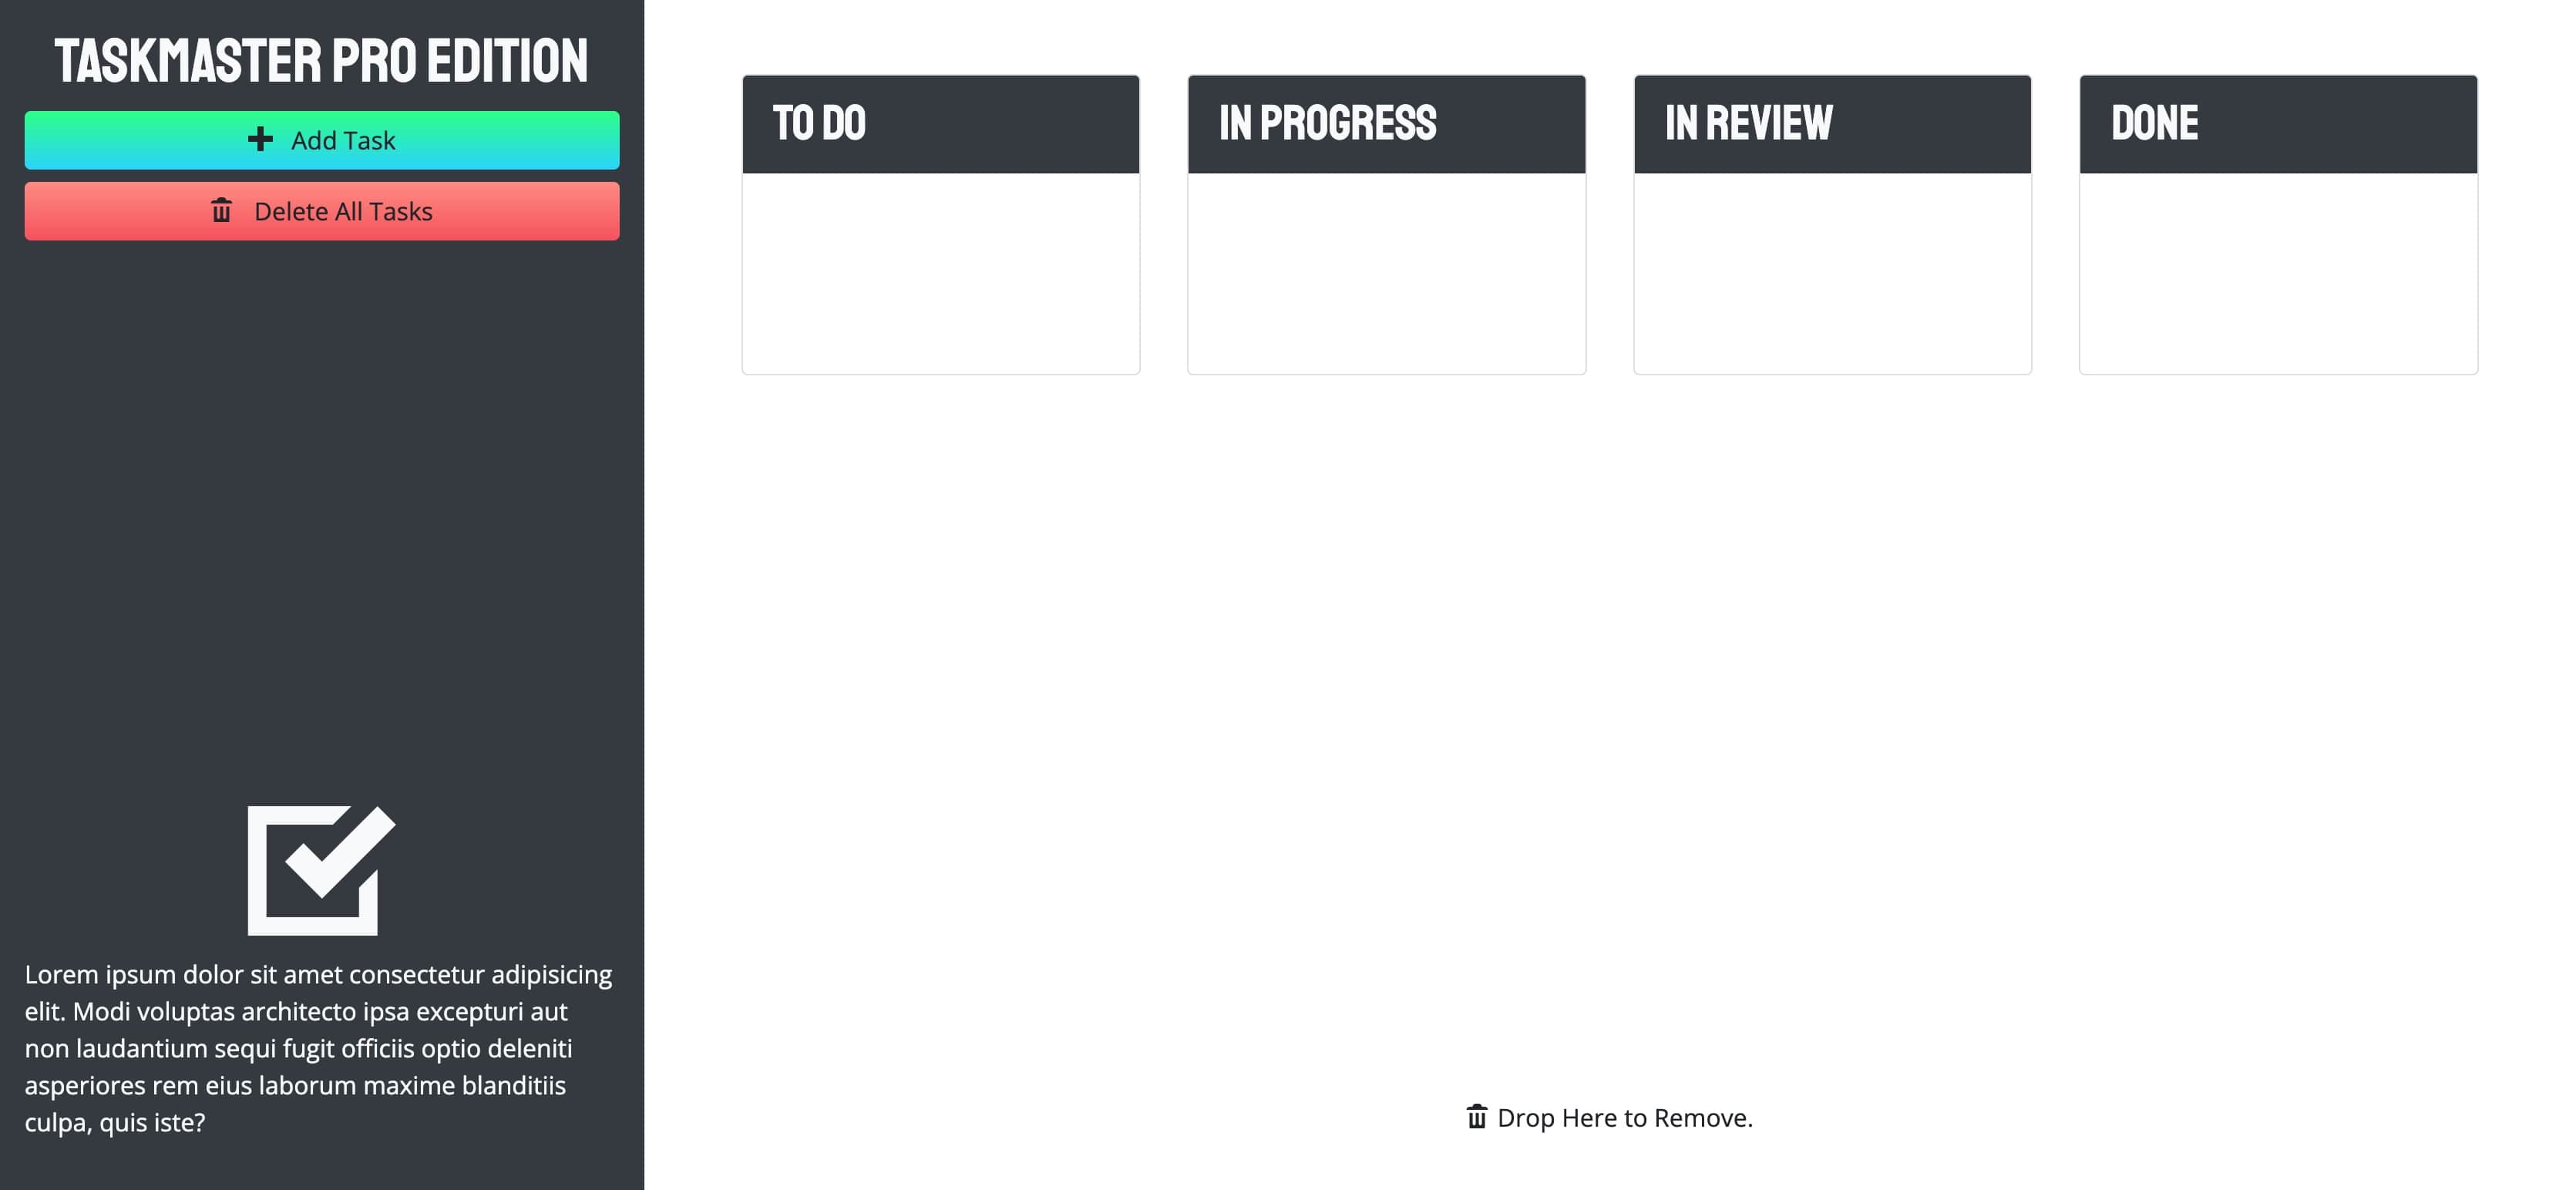 TASKMASTER PRO EDITION
Add Task
Delete All Tasks
Lorem ipsum dolor sit amet consectetur adipisicing
elit. Modi voluptas architecto ipsa excepturi aut
non laudantium sequi fugit officiis optio deleniti
asperiores rem eius laborum maxime blanditiis
culpa, quis iste?
TO DO
IN PROGRESS
IN REVIEW
DONE
Drop Here to Remove.